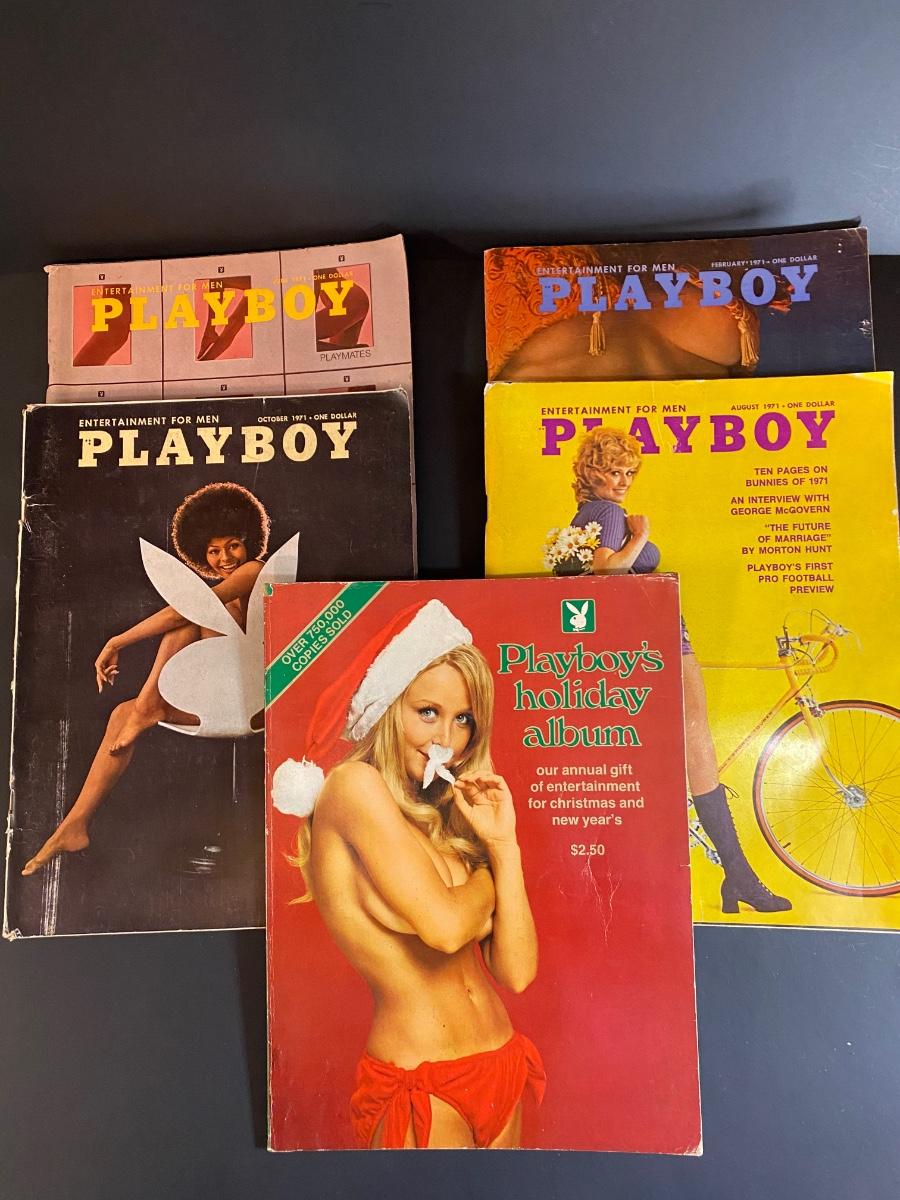 ENTERTAINMENT FOR MEN
ONE DOLLAR
PLAYBOY
PLAYMATES
ENTERTAINMENT FOR MEN
FEBRUARY 1971 • ONE DOLLAR
PLAYBOY
ENTERTAINMENT FOR MEN
OCTOBER 1971 • ONE DOLLAR
PLAYBOY
ENTERTAINMENT FOR MEN
AUGUST 1971 • ONE DOLLAR
PLAYBOY
TEN PAGES ON
BUNNIES OF 1971
AN INTERVIEW WITH
GEORGE McGOVERN
"THE FUTURE
OF MARRIAGE"
BY MORTON HUNT
PLAYBOY'S FIRST
PRO FOOTBALL
PREVIEW
OVER 750,000
COPIES SOLD
Playboy's
holiday
album
our annual gift
of entertainment
for christmas and
new year's
$2.50